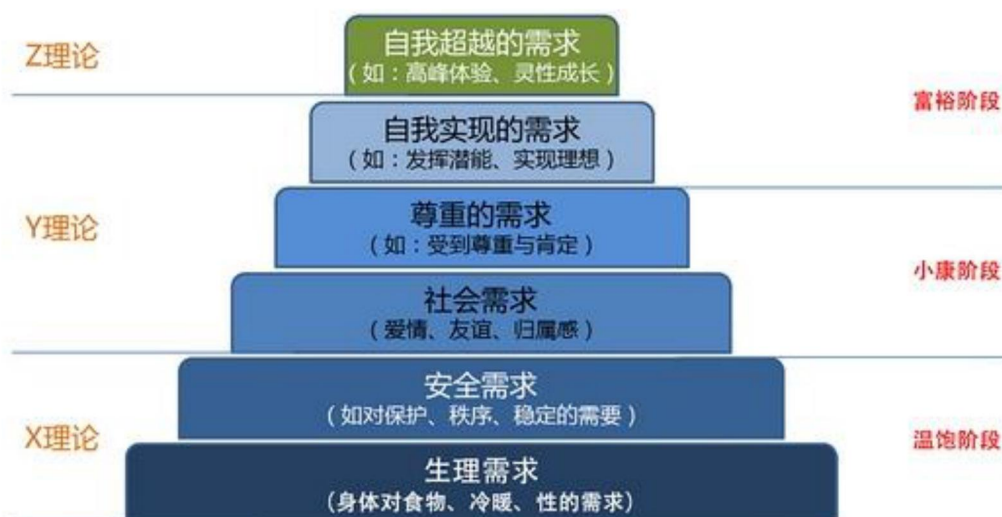 Z理论
自我超越的需求
（如：高峰体验、灵性成长）
富裕阶段
自我实现的需求
（如：发挥潜能、实现理想）
Y理论
尊重的需求
（如：受到尊重与肯定）
小康阶段
社会需求
（爱情、友谊、归属感）
安全需求
（如对保护、秩序、稳定的需要）
X理论
温饱阶段
生理需求
(身体对食物、冷暖、性的需求)